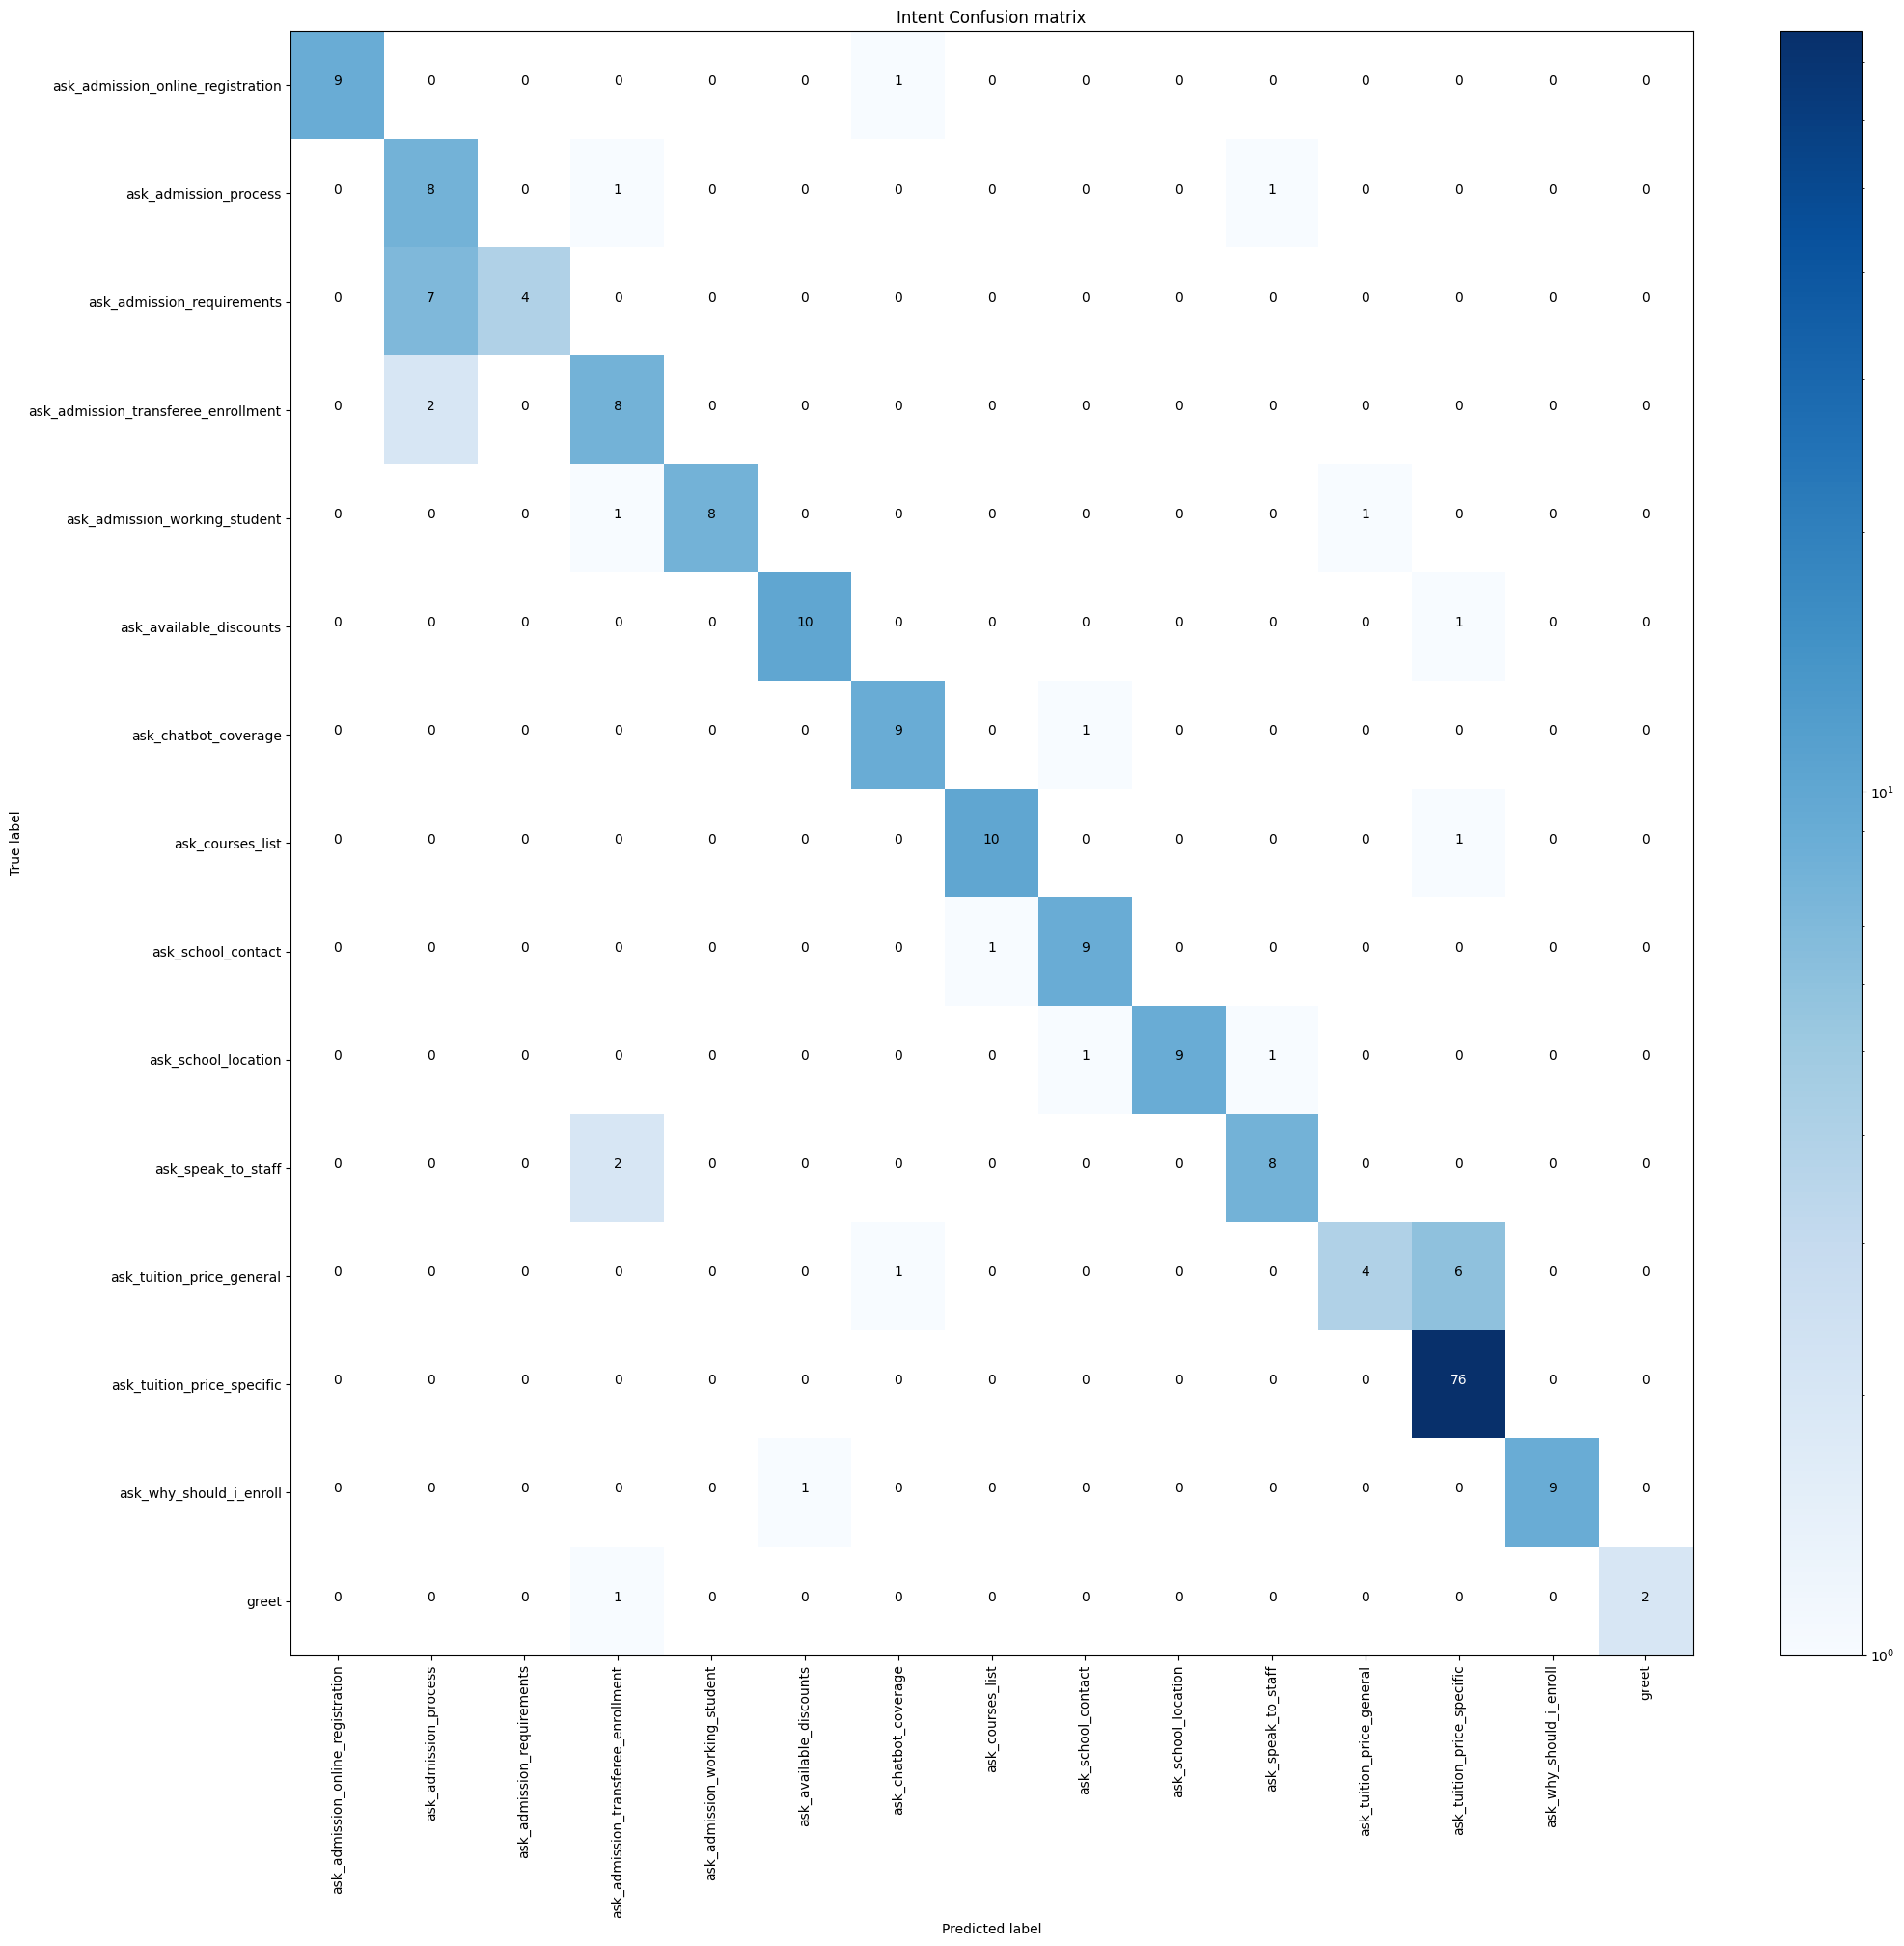 Intent Confusion matrix
ask_admission_online_registration 9 0 0 0 0 0 1 0 0 0 0 0 0 0 0
ask_admission_process 0 8 0 1 0 0 0 0 0 0 1 0 0 0 0
ask_admission_requirements 0 7 4 0 0 0 0 0 0 0 0 0 0 0 0
ask_admission_transferee_enrollment 0 2 0 8 0 0 0 0 0 0 0 0 0 0 0
ask_admission_working_student 0 0 0 1 8 0 0 0 0 0 0 1 0 0 0
ask_available_discounts 0 0 0 0 0 10 0 0 0 0 0 0 1 0 0
ask_chatbot_coverage 0 0 0 0 0 0 9 0 1 0 0 0 0 0 0
10¹
True label
ask_courses_list 0 0 0 0 0 0 0 10 0 0 0 0 1 0 0
ask_school_contact 0 0 0 0 0 0 0 1 9 0 0 0 0 0 0
ask_school_location 0 0 0 0 0 0 0 0 1 9 1 0 0 0 0
ask_speak_to_staff 0 0 0 2 0 0 0 0 0 0 8 0 0 0 0
ask_tuition_price_general 0 0 0 0 0 0 1 0 0 0 0 4 6 0 0
ask_tuition_price_specific 0 0 0 0 0 0 0 0 0 0 0 0 76 0 0
ask_why_should_i_enroll 0 0 0 0 0 1 0 0 0 0 0 0 0 9 0
greet 0 0 0 1 0 0 0 0 0 0 0 0 0 0 2
10⁰
ask_admission_online_registration
ask_admission_process
ask_admission_requirements
ask_admission_transferee_enrollment
ask_admission_working_student
ask_available_discounts
ask_chatbot_coverage
ask_courses_list
ask_school_contact
ask_school_location
ask_speak_to_staff
ask_tuition_price_general
ask_tuition_price_specific
ask_why_should_i_enroll
greet
Predicted label